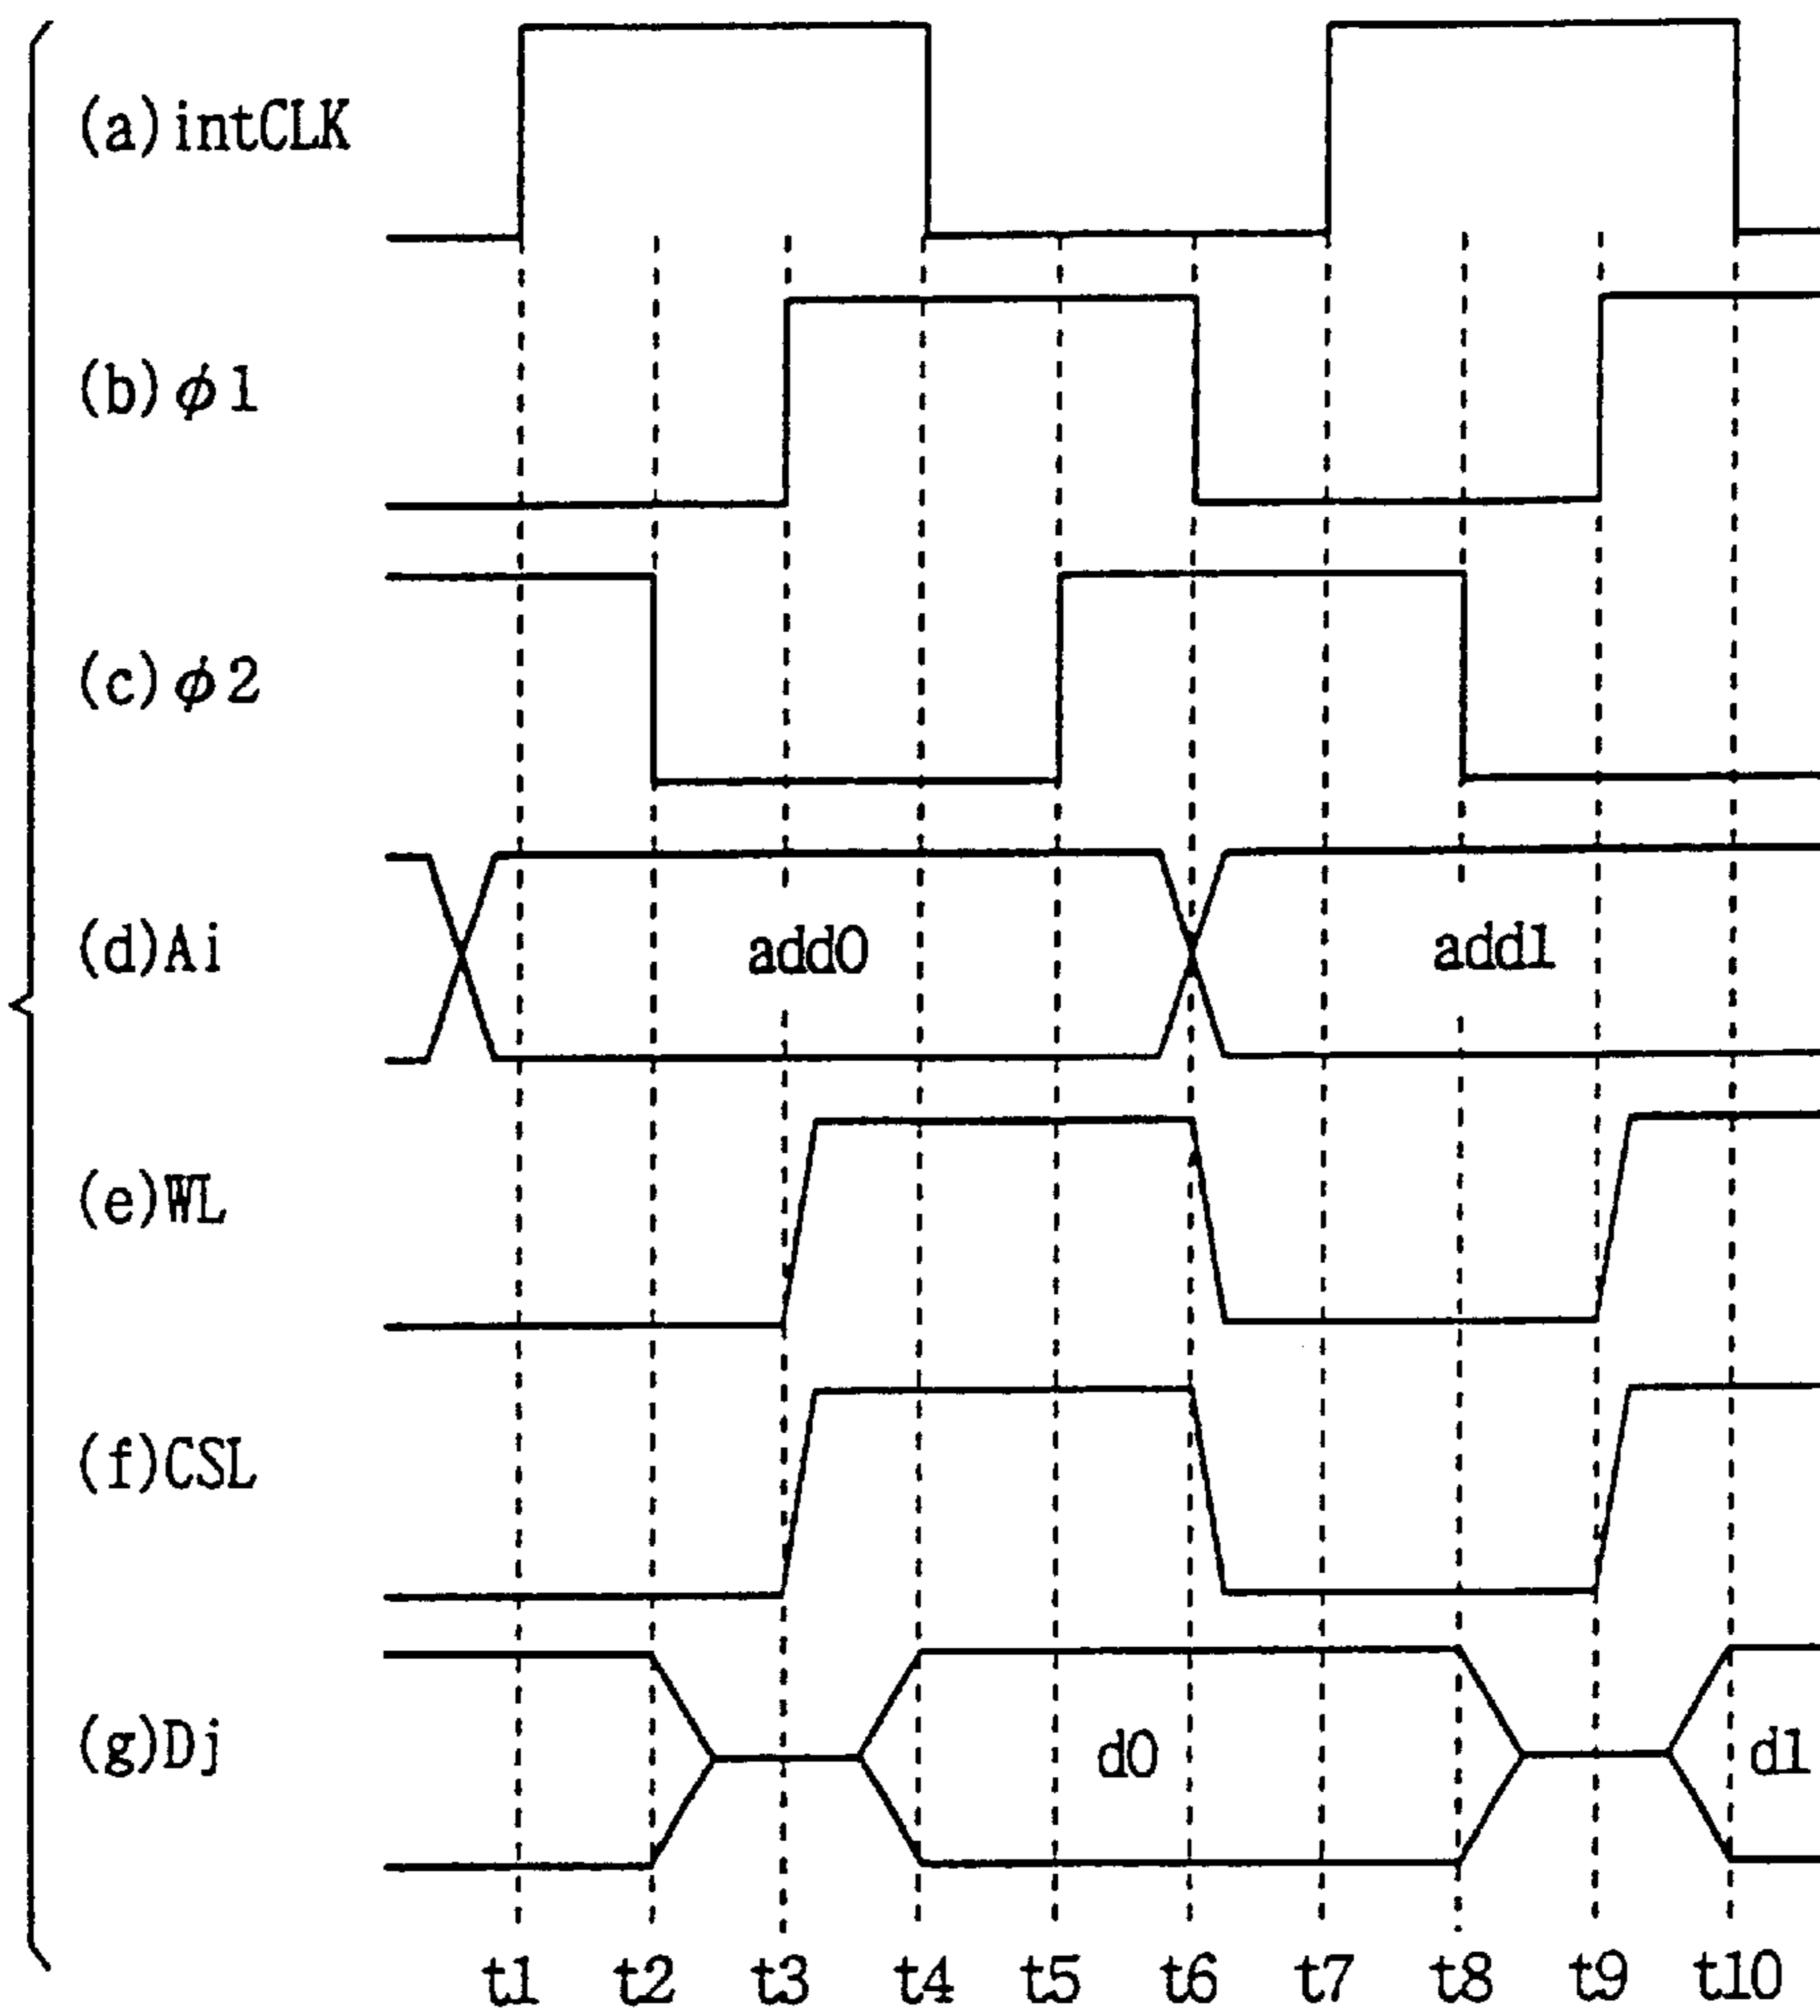 (a)intCLK
(b)φ1
(c)φ2
(d)Ai
add0
add1
(e)WL
(f)CSL
(g)Dj
d0
d1
t1 t2 t3 t4 t5 t6 t7 t8 t9 t10